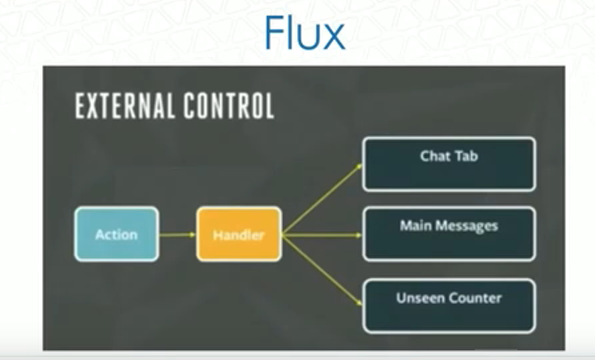 Flux
EXTERNAL CONTROL
Chat Tab
Action
Handler
Main Messages
Unseen Counter